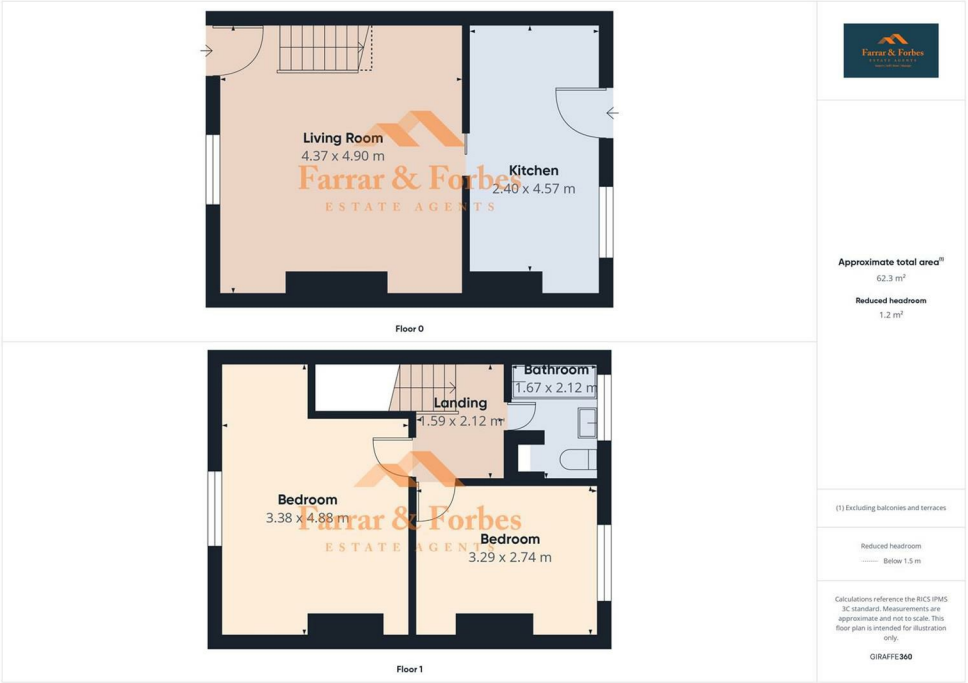 Living Room
4.37 x 4.90 m
Kitchen
2.40 x 4.57 m
Farrar & Forbes
ESTATE AGENTS
Floor 0
Bathroom
1.67 x 2.12 m
Landing
1.59 x 2.12 m
Bedroom
3.38 x 4.88 m
Bedroom
3.29 x 2.74 m
Farrar & Forbes
ESTATE AGENTS
Floor 1
Farrar & Forbes
ESTATE AGENTS
Approximate total area(1)
62.3 m²
Reduced headroom
1.2 m²
(1) Excluding balconies and terraces
Reduced headroom
Below 1.5 m
Calculations reference the RICS IPMS
3C standard. Measurements are
approximate and not to scale. This
floor plan is intended for illustration
only.
GIRAFFE360